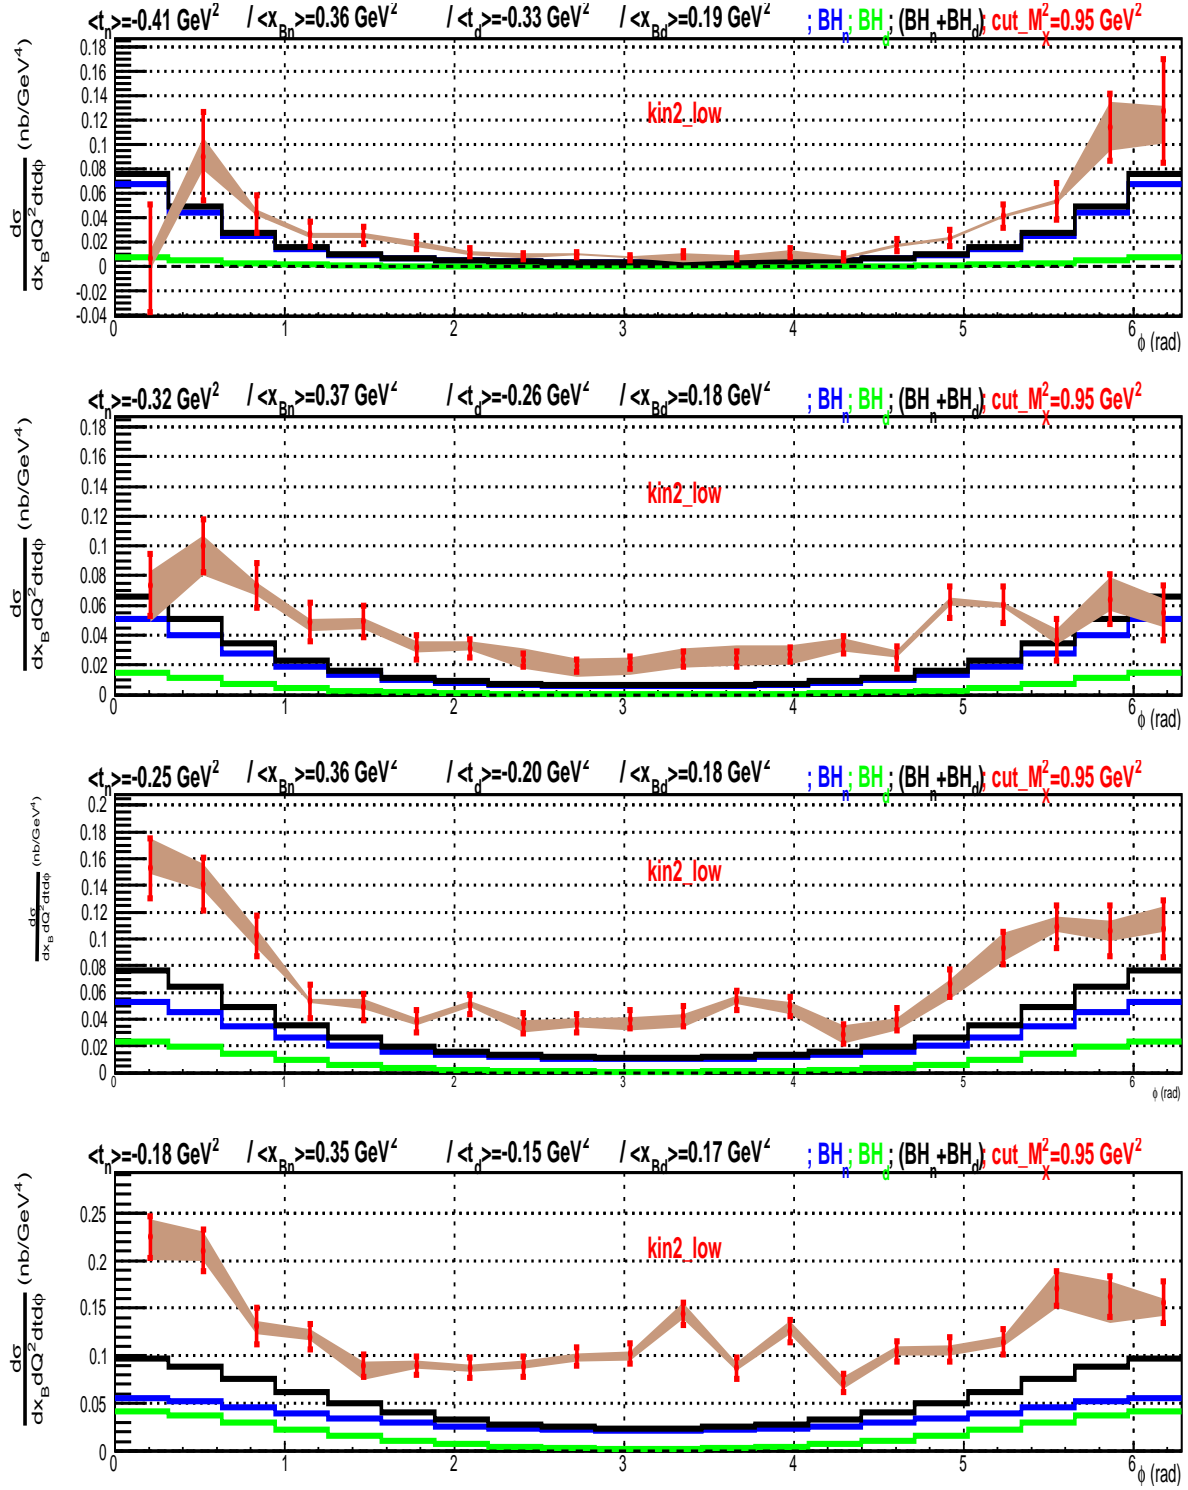 <t_n>=-0.41 GeV² / <x_Bn>=0.36 GeV² / <t_d>=-0.33 GeV² / <x_Bd>=0.19 GeV² ; BH_n; BH_d; (BH_n+BH_d); cut_M_X²=0.95 GeV²
dσ/dx_B dQ²dtdφ (nb/GeV⁴)
kin2_low
0.18
0.16
0.14
0.12
0.1
0.08
0.06
0.04
0.02
0
-0.02
-0.04
0 1 2 3 4 5 6
φ (rad)
<t_n>=-0.32 GeV² / <x_Bn>=0.37 GeV² / <t_d>=-0.26 GeV² / <x_Bd>=0.18 GeV² ; BH_n; BH_d; (BH_n+BH_d); cut_M_X²=0.95 GeV²
dσ/dx_B dQ²dtdφ (nb/GeV⁴)
kin2_low
0.18
0.16
0.14
0.12
0.1
0.08
0.06
0.04
0.02
0
0 1 2 3 4 5 6
φ (rad)
<t_n>=-0.25 GeV² / <x_Bn>=0.36 GeV² / <t_d>=-0.20 GeV² / <x_Bd>=0.18 GeV² ; BH_n; BH_d; (BH_n+BH_d); cut_M_X²=0.95 GeV²
dσ/dx_B dQ²dtdφ (nb/GeV⁴)
kin2_low
0.2
0.18
0.16
0.14
0.12
0.1
0.08
0.06
0.04
0.02
0
0 1 2 3 4 5 6
φ (rad)
<t_n>=-0.18 GeV² / <x_Bn>=0.35 GeV² / <t_d>=-0.15 GeV² / <x_Bd>=0.17 GeV² ; BH_n; BH_d; (BH_n+BH_d); cut_M_X²=0.95 GeV²
dσ/dx_B dQ²dtdφ (nb/GeV⁴)
kin2_low
0.25
0.2
0.15
0.1
0.05
0
0 1 2 3 4 5 6
φ (rad)